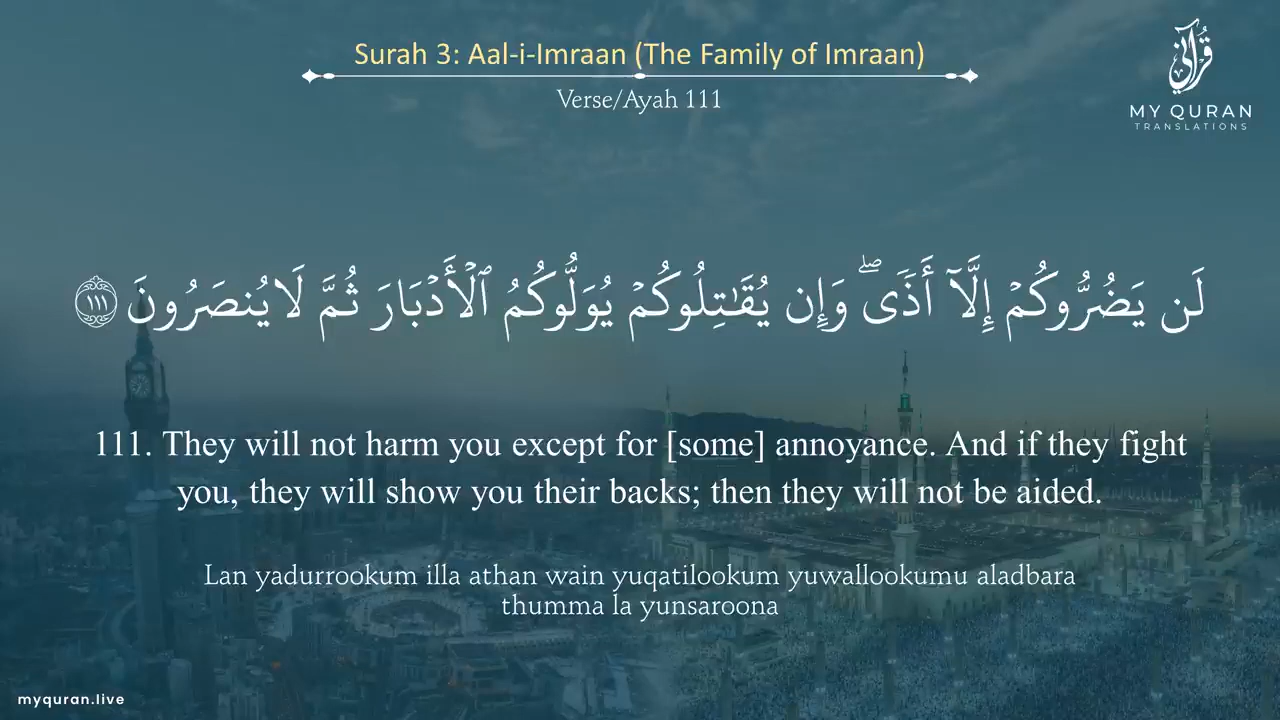 Surah 3: Aal-i-Imraan (The Family of Imraan)
Verse/Ayah 111
قرآني
MY QURAN
TRANSLATIONS
لَن يَضُرُّوكُمْ إِلَّآ أَذًۭى ۖ وَإِن يُقَـٰتِلُوكُمْ يُوَلُّوكُمُ ٱلْأَدْبَارَ ثُمَّ لَا يُنصَرُونَ ١١١
111. They will not harm you except for [some] annoyance. And if they fight
you, they will show you their backs; then they will not be aided.
Lan yadurrookum illa athan wain yuqatilookum yuwallookumu aladbara
thumma la yunsaroona
myquran.live